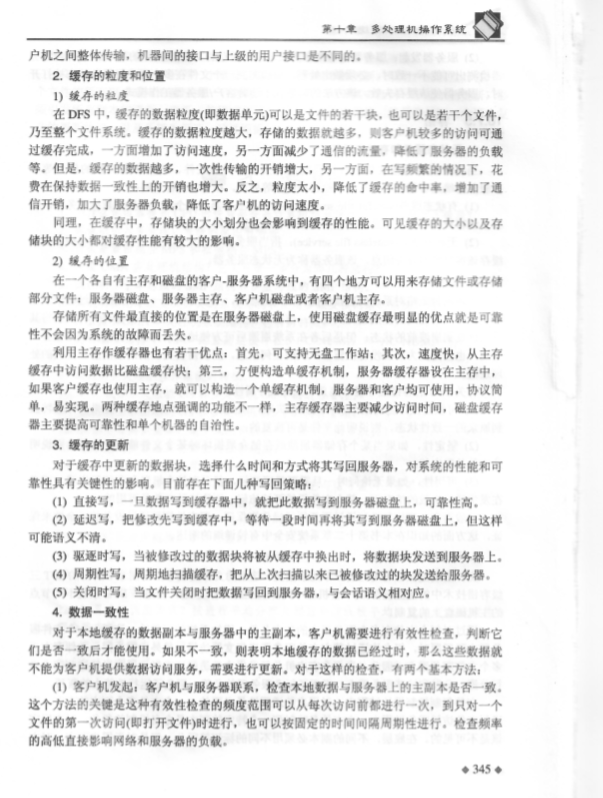 第十章 多处理机操作系统
户机之间整体传输，机器间的接口与上级的用户接口是不同的。
2. 缓存的粒度和位置
1) 缓存的粒度
在 DFS 中，缓存的数据粒度(即数据单元)可以是文件的若干块，也可以是若干个文件，
乃至整个文件系统。缓存的数据粒度越大，存储的数据就越多，则客户机较多的访问可通
过缓存完成，一方面增加了访问速度，另一方面减少了通信的流量，降低了服务器的负载
等。但是，缓存的数据越多，一次性传输的开销增大，另一方面，在写频繁的情况下，花
费在保持数据一致性上的开销也增大。反之，粒度太小，降低了缓存的命中率，增加了通
信开销，加大了服务器负载，降低了客户机的访问速度。
同理，在缓存中，存储块的大小划分也会影响到缓存的性能。可见缓存的大小以及存
储块的大小都对缓存性能有较大的影响。
2) 缓存的位置
在一个各自有主存和磁盘的客户-服务器系统中，有四个地方可以用来存储文件或存储
部分文件：服务器磁盘、服务器主存、客户机磁盘或者客户机主存。
存储所有文件最直接的位置是在服务器磁盘上，使用磁盘缓存最明显的优点就是可靠
性不会因为系统的故障而丢失。
利用主存作缓存器也有若干优点：首先，可支持无盘工作站；其次，速度快，从主存
缓存中访问数据比磁盘缓存快；第三，方便构造单缓存机制，服务器缓存器设在主存中，
如果客户缓存也使用主存，就可以构造一个单缓存机制，服务器和客户均可使用，协议简
单，易实现。两种缓存地点强调的功能不一样，主存缓存器主要减少访问时间，磁盘缓存
器主要提高可靠性和单个机器的自治性。
3. 缓存的更新
对于缓存中更新的数据块，选择什么时间和方式将其写回服务器，对系统的性能和可
靠性具有关键性的影响。目前存在下面几种写回策略：
(1) 直接写，一旦数据写到缓存器中，就把此数据写到服务器磁盘上，可靠性高。
(2) 延迟写，把修改先写到缓存中，等待一段时间再将其写到服务器磁盘上，但这样
可能语义不清。
(3) 驱逐时写，当被修改过的数据块将被从缓存中换出时，将数据块发送到服务器上。
(4) 周期性写，周期地扫描缓存，把从上次扫描以来已被修改过的块发送给服务器。
(5) 关闭时写，当文件关闭时把数据写回到服务器，与会话语义相对应。
4. 数据一致性
对于本地缓存的数据副本与服务器中的主副本，客户机需要进行有效性检查，判断它
们是否一致后才能使用。如果不一致，则表明本地缓存的数据已经过时，那么这些数据就
不能为客户机提供数据访问服务，需要进行更新。对于这样的检查，有两个基本方法：
(1) 客户机发起：客户机与服务器联系，检查本地数据与服务器上的主副本是否一致。
这个方法的关键是这种有效性检查的频度范围可以从每次访问前都进行一次，到只对一个
文件的第一次访问(即打开文件)时进行，也可以按固定的时间间隔周期性进行。检查频率
的高低直接影响网络和服务器的负载。
◆345◆